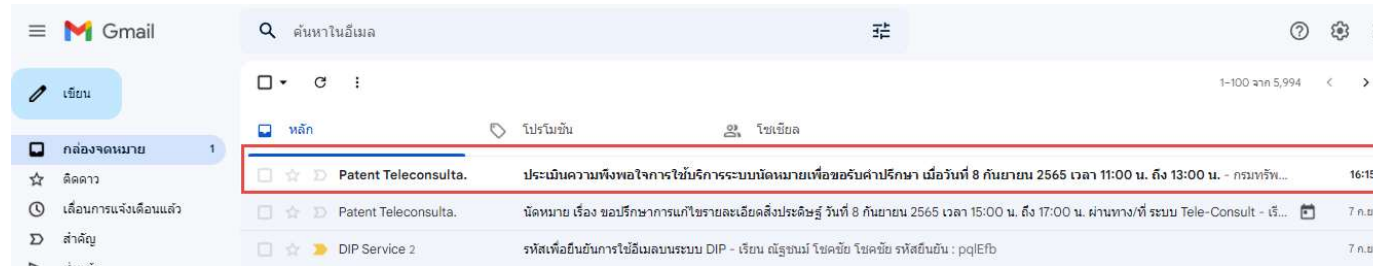 Gmail
ค้นหาในอีเมล
เขียน
1-100 จาก 5,994
หลัก
โปรโมชัน
โซเชียล
กล่องจดหมาย 1
ติดดาว
เลื่อนการแจ้งเตือนแล้ว
สำคัญ
Patent Teleconsulta. ประเมินความพึงพอใจการใช้บริการระบบนัดหมายเพื่อขอรับคำปรึกษา เมื่อวันที่ 8 กันยายน 2565 เวลา 11:00 น. ถึง 13:00 น. - กรมทรัพ... 16:15
Patent Teleconsulta. นัดหมาย เรื่อง ขอปรึกษาการแก้ไขรายละเอียดสิ่งประดิษฐ์ วันที่ 8 กันยายน 2565 เวลา 15:00 น. ถึง 17:00 น. ผ่านทาง/ที่ ระบบ Tele-Consult - เรี... 7 ก.ย
DIP Service 2 รหัสเพื่อยืนยันการใช้อีเมลบนระบบ DIP - เรียน ณัฐชนม์ โชคชัย โชคชัย รหัสยืนยัน : pqlEfb 7 ก.ย